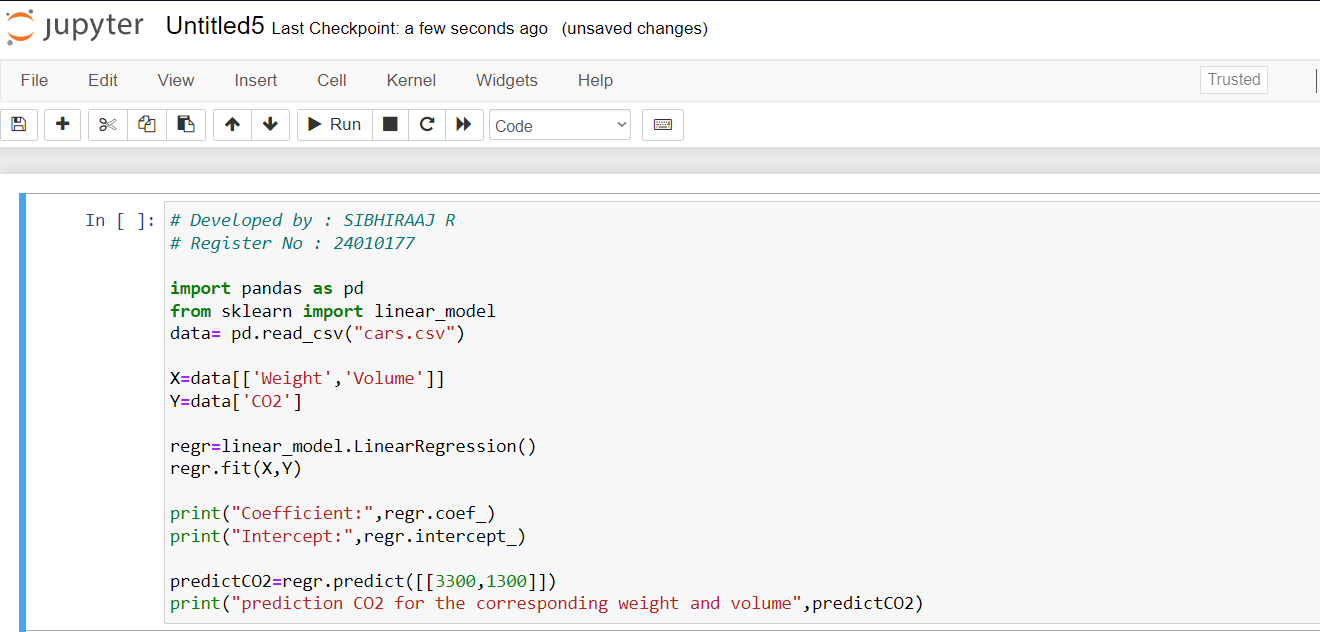 jupyter Untitled5 Last Checkpoint: a few seconds ago (unsaved changes)
File Edit View Insert Cell Kernel Widgets Help Trusted
Run Code
In [ ]: # Developed by : SIBHIRAAJ R
# Register No : 24010177
import pandas as pd
from sklearn import linear_model
data= pd.read_csv("cars.csv")
X=data[['Weight','Volume']]
Y=data['CO2']
regr=linear_model.LinearRegression()
regr.fit(X,Y)
print("Coefficient:",regr.coef_)
print("Intercept:",regr.intercept_)
predictCO2=regr.predict([[3300,1300]])
print("prediction CO2 for the corresponding weight and volume",predictCO2)